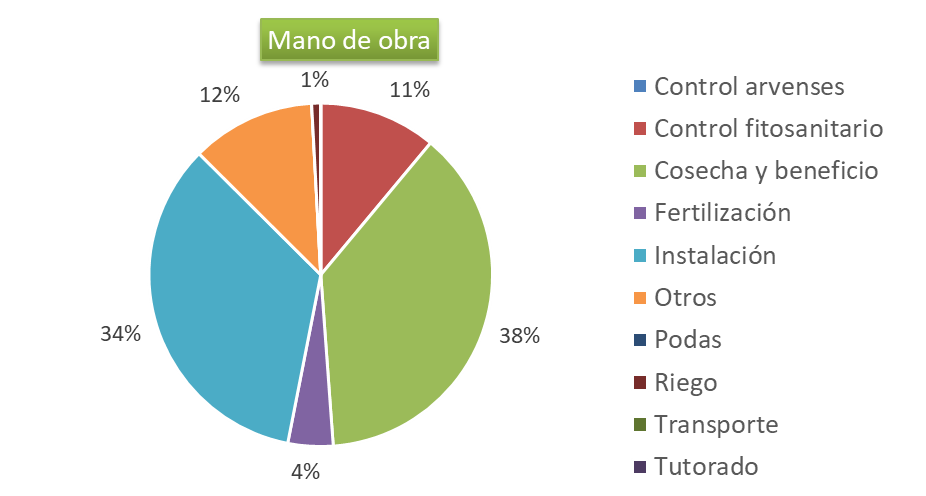 Mano de obra
1%
11%
12%
34%
38%
4%
Control arvenses
Control fitosanitario
Cosecha y beneficio
Fertilización
Instalación
Otros
Podas
Riego
Transporte
Tutorado